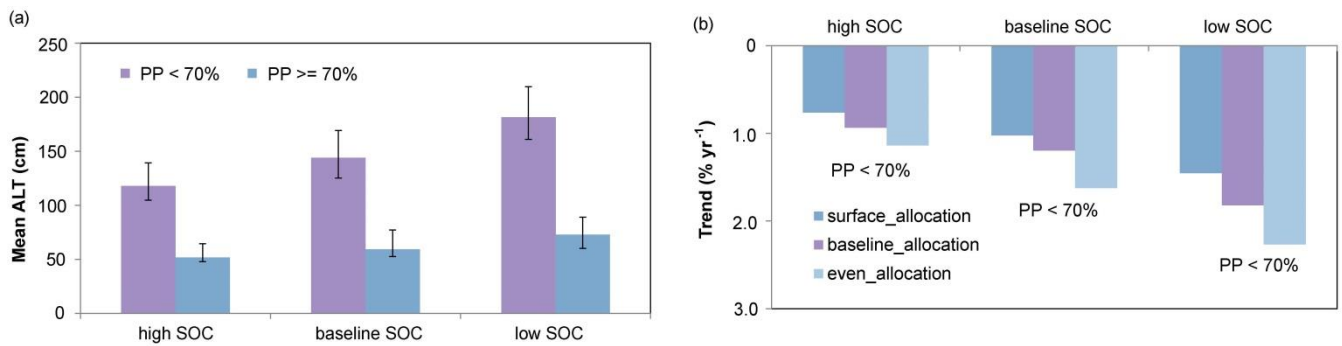 (a)
250
200
150
100
50
0
Mean ALT (cm)
PP < 70% PP >= 70%
high SOC baseline SOC low SOC
(b)
high SOC baseline SOC low SOC
0
1.0
2.0
3.0
Trend (% yr⁻¹)
PP < 70%
PP < 70%
PP < 70%
surface_allocation
baseline_allocation
even_allocation